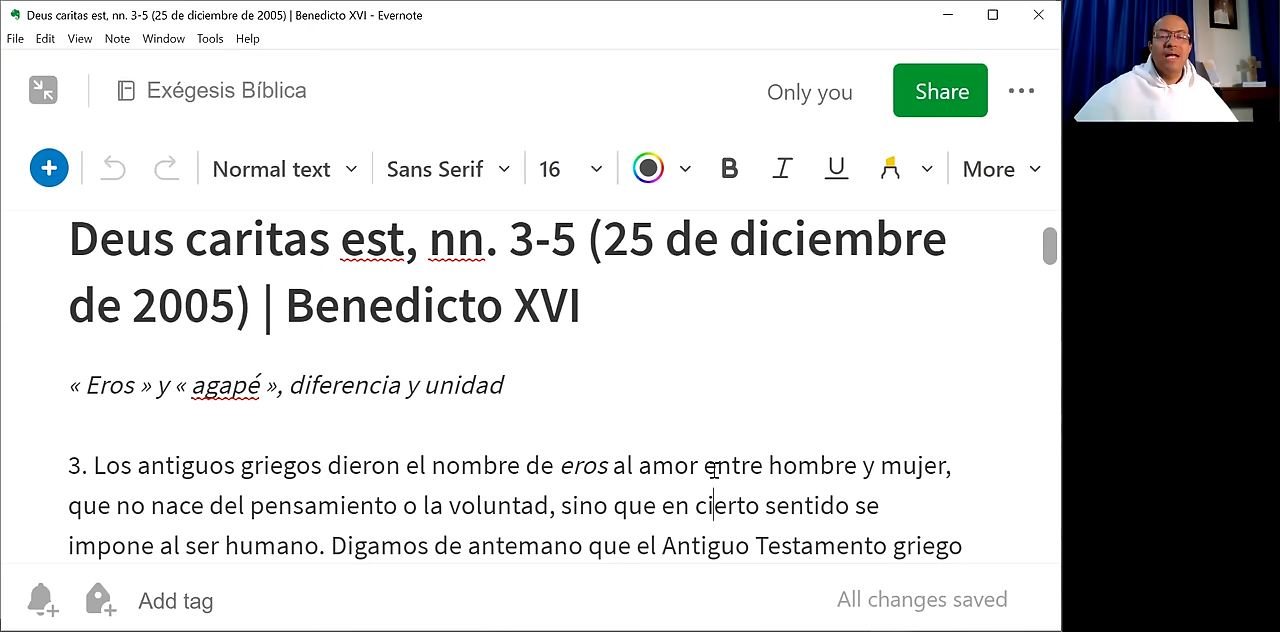 Deus caritas est, nn. 3-5 (25 de diciembre de 2005) | Benedicto XVI - Evernote
File Edit View Note Window Tools Help
Exégesis Bíblica
Only you
Share
Normal text
Sans Serif
16
B I U
More
Deus caritas est, nn. 3-5 (25 de diciembre
de 2005) | Benedicto XVI
« Eros » y « agapé », diferencia y unidad
3. Los antiguos griegos dieron el nombre de eros al amor entre hombre y mujer,
que no nace del pensamiento o la voluntad, sino que en cierto sentido se
impone al ser humano. Digamos de antemano que el Antiguo Testamento griego
Add tag
All changes saved